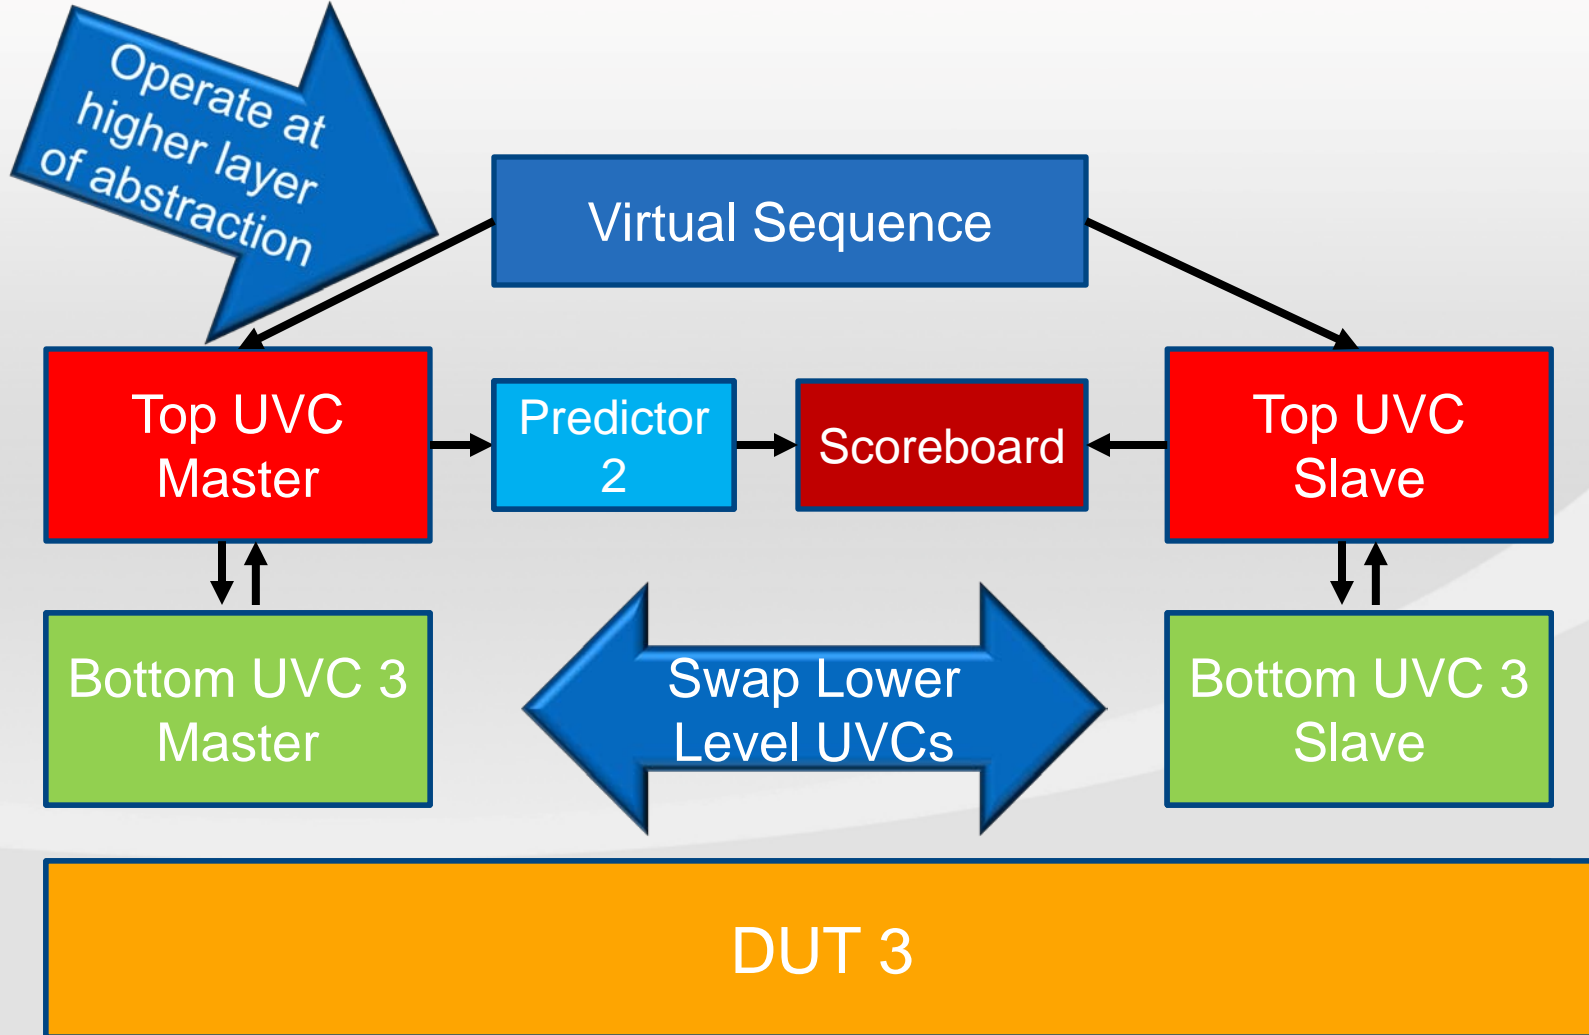 Operate at
higher layer
of abstraction
Virtual Sequence
Top UVC
Master
Predictor
2
Scoreboard
Top UVC
Slave
Bottom UVC 3
Master
Swap Lower
Level UVCs
Bottom UVC 3
Slave
DUT 3